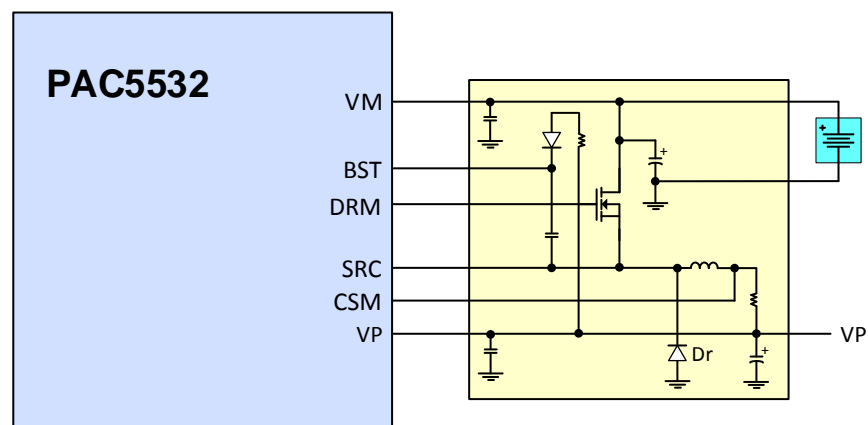 PAC5532
VM
BST
DRM
SRC
CSM
VP
+
+
Dr
+
VP